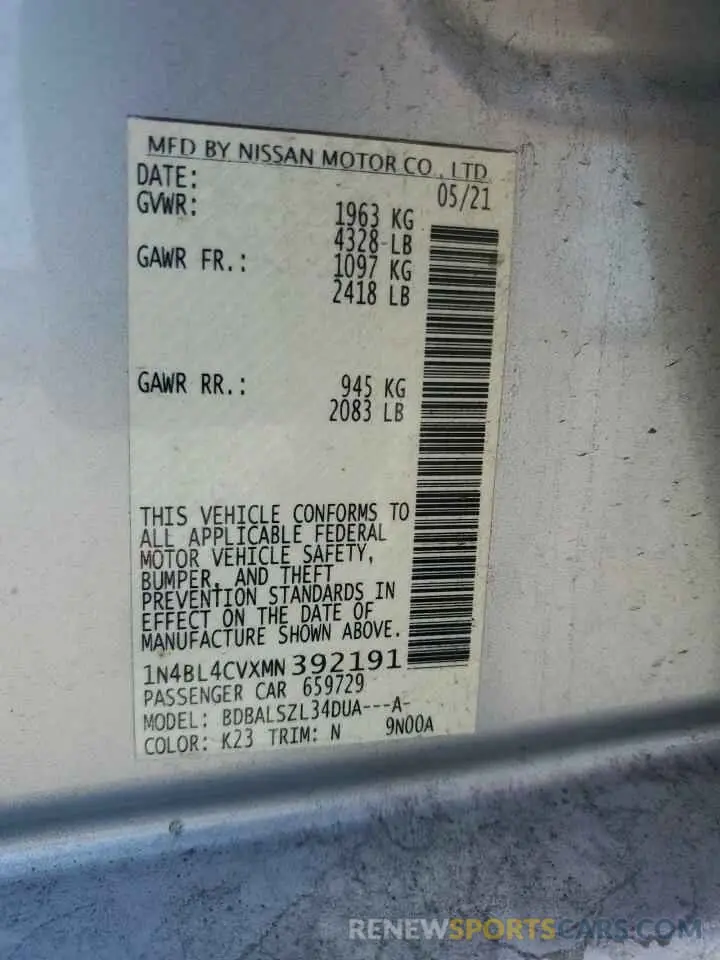 MFD BY NISSAN MOTOR CO., LTD.
DATE: 05/21
GVWR: 1963 KG
4328 LB
GAWR FR.: 1097 KG
2418 LB
GAWR RR.: 945 KG
2083 LB
THIS VEHICLE CONFORMS TO
ALL APPLICABLE FEDERAL
MOTOR VEHICLE SAFETY,
BUMPER, AND THEFT
PREVENTION STANDARDS IN
EFFECT ON THE DATE OF
MANUFACTURE SHOWN ABOVE.
1N4BL4CVXMN392191
PASSENGER CAR 659729
MODEL: BDBALSZL34DUA---A-
COLOR: K23 TRIM: N 9N00A
RENEWSPORTSCARS.COM